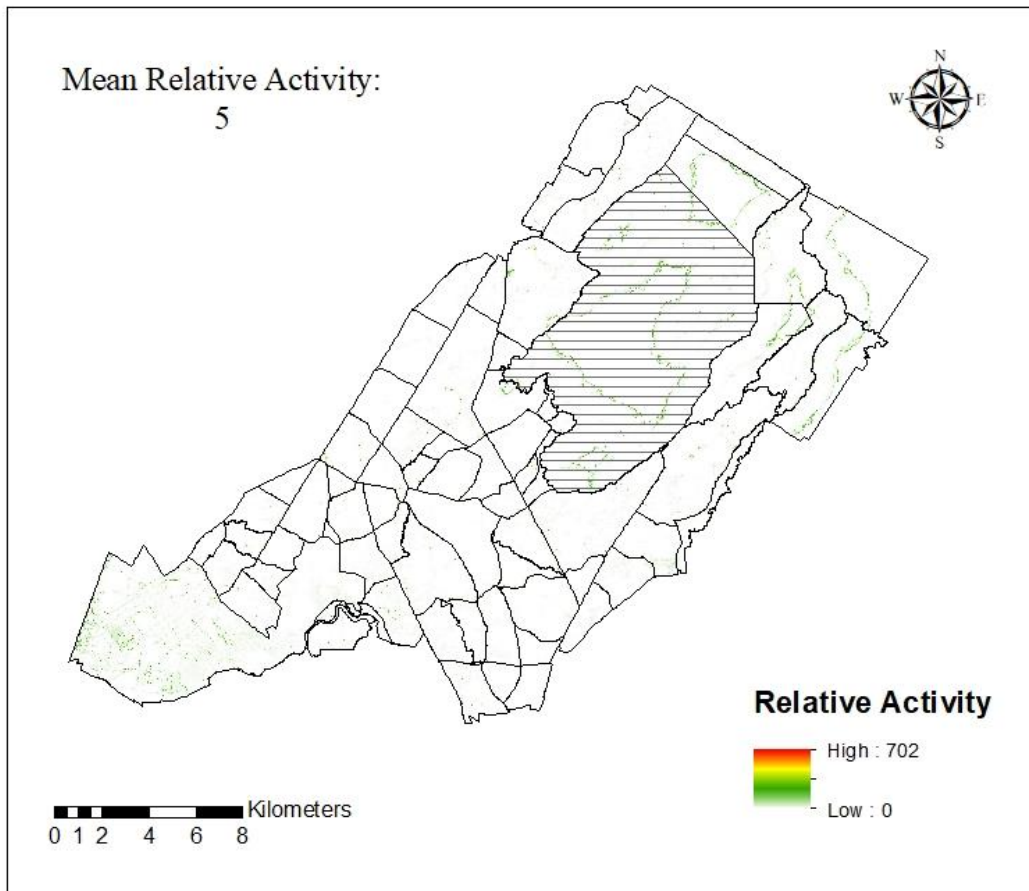 Mean Relative Activity:
5
N
W E
S
Relative Activity
High : 702
Low : 0
Kilometers
0 1 2 4 6 8